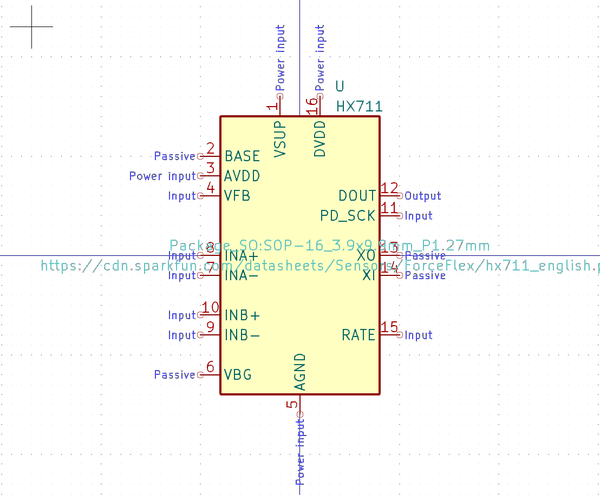 Power input
Power input
U
HX711
1
16
VSUP
DVDD
Passive 2 BASE
Power input 3 AVDD
Input 4 VFB
DOUT 12 Output
PD_SCK 11 Input
Package_SO:SOP-16_3.9x9.9mm_P1.27mm
Input 8 INA+
XO 13 Passive
https://cdn.sparkfun.com/datasheets/Sensors/ForceFlex/hx711_english.p
Input 7 INA-
XI 14 Passive
Input 10 INB+
Input 9 INB-
RATE 15 Input
Passive 6 VBG
AGND
5
Power input